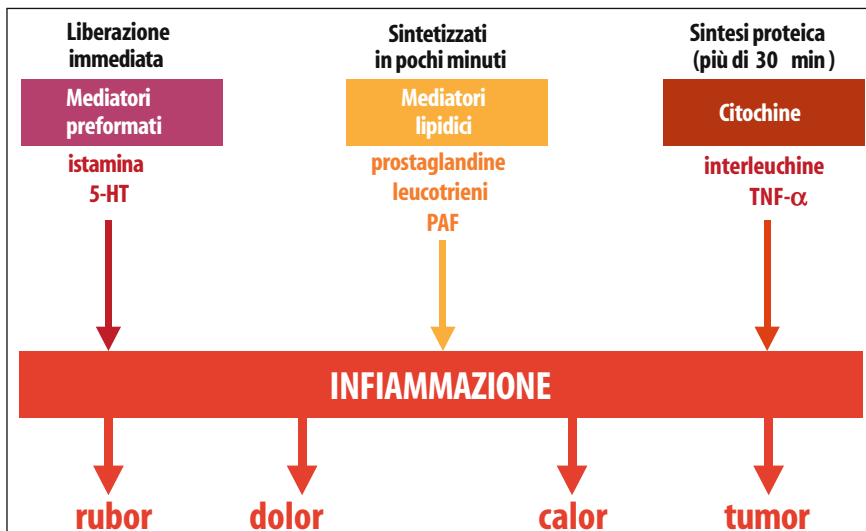 Liberazione
immediata
Mediatori
preformati
istamina
5-HT
Sintetizzati
in pochi minuti
Mediatori
lipidici
prostaglandine
leucotrieni
PAF
Sintesi proteica
(più di 30 min )
Citochine
interleuchine
TNF-α
INFIAMMAZIONE
rubor
dolor
calor
tumor